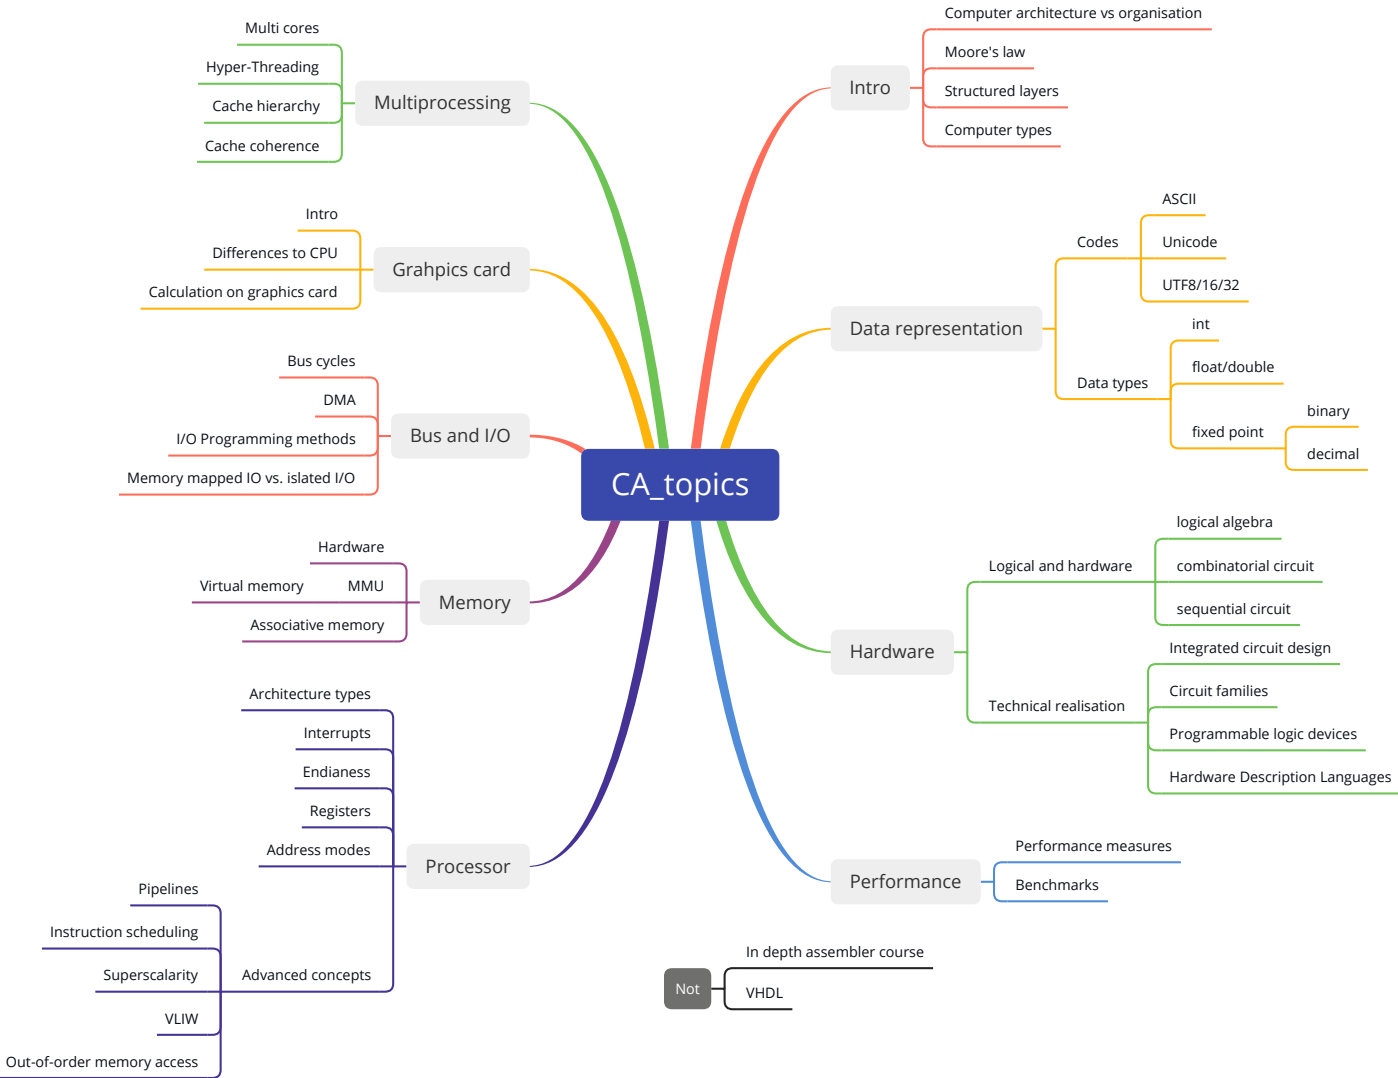 CA_topics
Intro
Computer architecture vs organisation
Moore's law
Structured layers
Computer types
Data representation
Codes
ASCII
Unicode
UTF8/16/32
Data types
int
float/double
fixed point
binary
decimal
Hardware
Logical and hardware
logical algebra
combinatorial circuit
sequential circuit
Technical realisation
Integrated circuit design
Circuit families
Programmable logic devices
Hardware Description Languages
Performance
Performance measures
Benchmarks
Multiprocessing
Multi cores
Hyper-Threading
Cache hierarchy
Cache coherence
Grahpics card
Intro
Differences to CPU
Calculation on graphics card
Bus and I/O
Bus cycles
DMA
I/O Programming methods
Memory mapped IO vs. islated I/O
Memory
Hardware
MMU
Virtual memory
Associative memory
Processor
Architecture types
Interrupts
Endianess
Registers
Address modes
Advanced concepts
Pipelines
Instruction scheduling
Superscalarity
VLIW
Out-of-order memory access
Not
In depth assembler course
VHDL